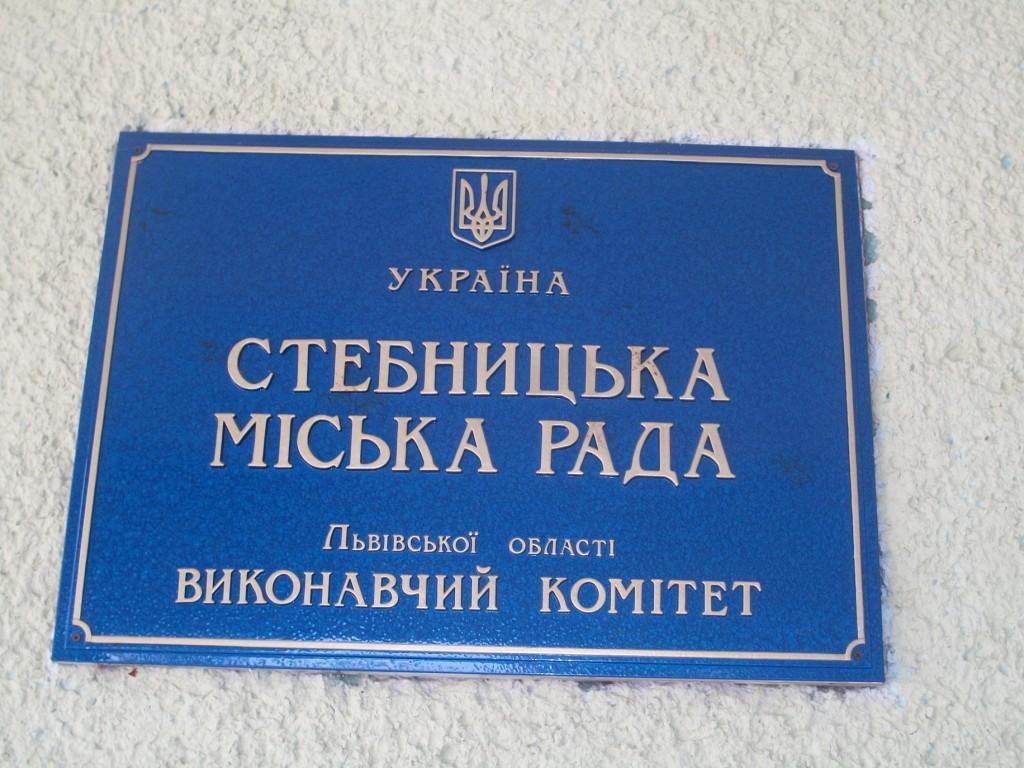 УКРАЇНА
СТЕБНИЦЬКА
МІСЬКА РАДА
Львівської області
ВИКОНАВЧИЙ КОМІТЕТ